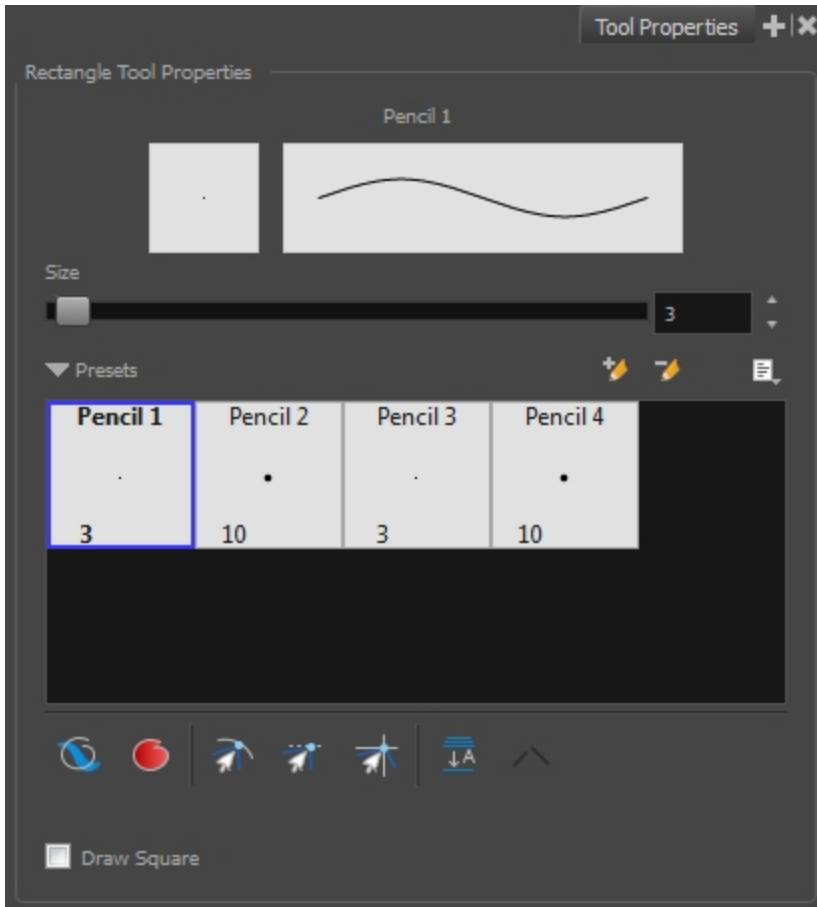 Tool Properties
Rectangle Tool Properties
Pencil 1
Size
3
Presets
Pencil 1 Pencil 2 Pencil 3 Pencil 4
3 10 3 10
A
Draw Square